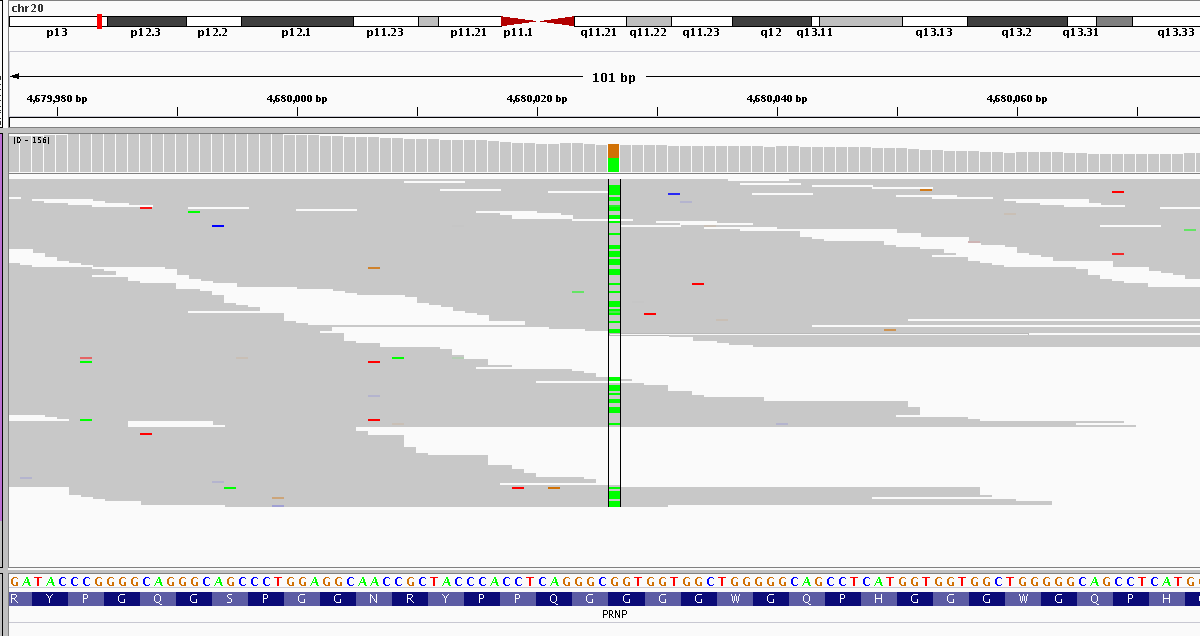 chr20
p13 p12.3 p12.2 p12.1 p11.23 p11.21 p11.1 q11.21 q11.22 q11.23 q12 q13.11 q13.13 q13.2 q13.31 q13.33
101 bp
4,679,980 bp 4,680,000 bp 4,680,020 bp 4,680,040 bp 4,680,060 bp
[0 - 156]
GATACCCGGGGCAGGGCAGCCCTGGAGGCAACCGCTACCCACCTCAGGGCGGTGGTGGCTGGGGGCAGCCTCATGGTGGTGGCTGGGGGCAGCCTCATG
R Y P G Q G S P G G N R Y P P Q G G G G W G Q P H G G G W G Q P H
PRNP